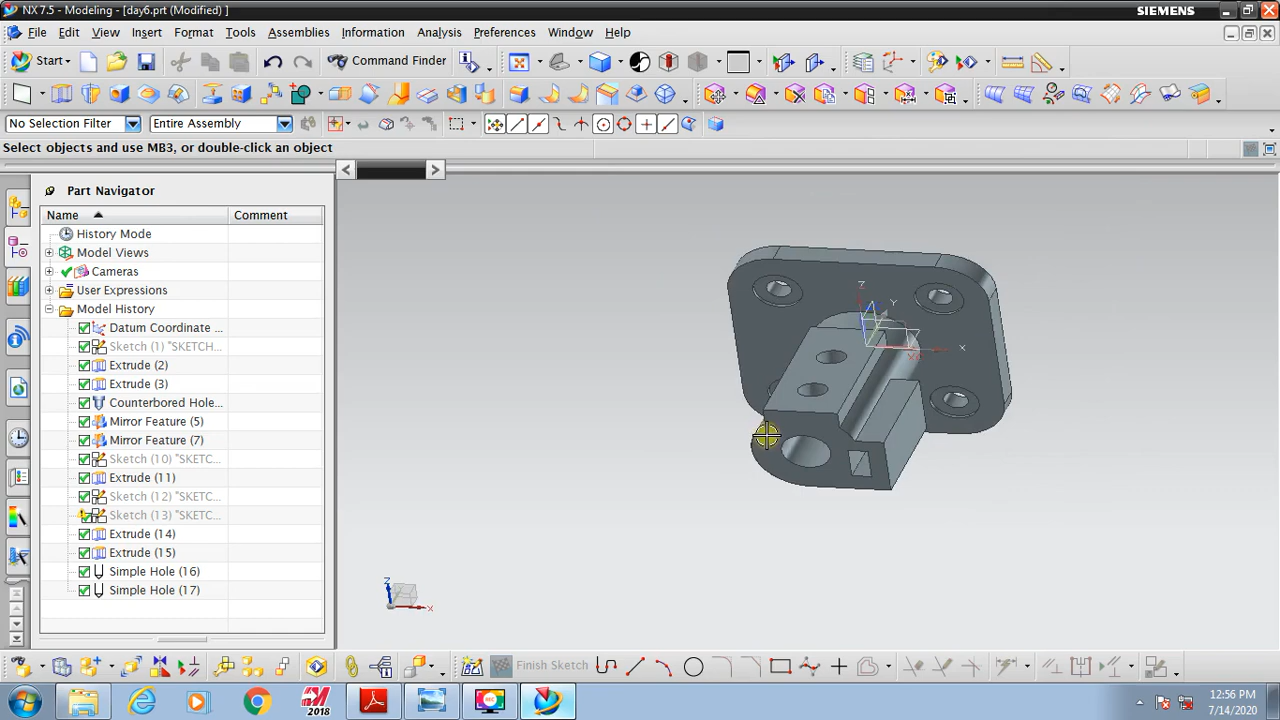 NX 7.5 - Modeling - [day6.prt (Modified) ]
SIEMENS
File Edit View Insert Format Tools Assemblies Information Analysis Preferences Window Help
Start
Command Finder
No Selection Filter
Entire Assembly
Select objects and use MB3, or double-click an object
Part Navigator
Name Comment
History Mode
Model Views
Cameras
User Expressions
Model History
Datum Coordinate ...
Sketch (1) "SKETCH...
Extrude (2)
Extrude (3)
Counterbored Hole...
Mirror Feature (5)
Mirror Feature (7)
Sketch (10) "SKETC...
Extrude (11)
Sketch (12) "SKETC...
Sketch (13) "SKETC...
Extrude (14)
Extrude (15)
Simple Hole (16)
Simple Hole (17)
Z
Y
X
Z
X
Finish Sketch
2018
12:56 PM
7/14/2020